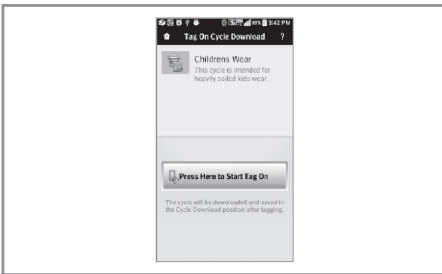 3:42 PM
Tag On Cycle Download ?
Childrens Wear
This cycle is intended for
heavily soiled kids wear.
Press Here to Start Tag On
The cycle will be downloaded and saved in
the Cycle Download position after tagging.